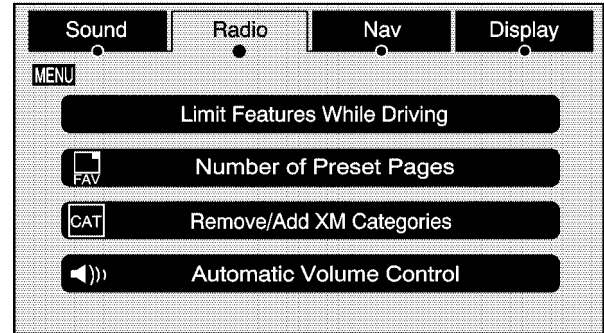 Sound Radio Nav Display
MENU
Limit Features While Driving
FAV Number of Preset Pages
CAT Remove/Add XM Categories
Automatic Volume Control